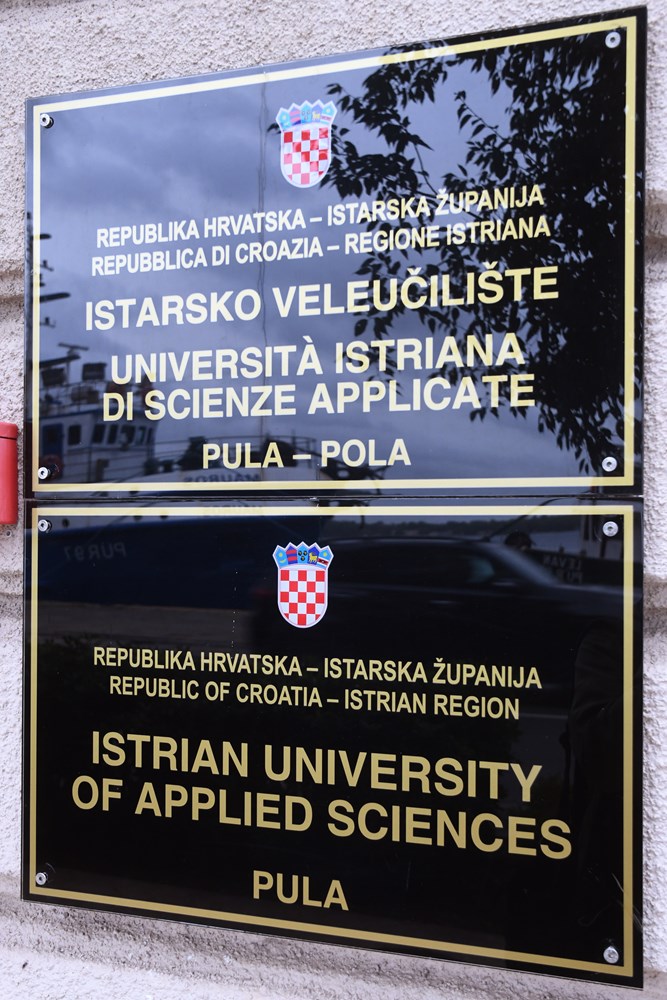 REPUBLIKA HRVATSKA – ISTARSKA ŽUPANIJA
REPUBBLICA DI CROAZIA – REGIONE ISTRIANA
ISTARSKO VELEUČILIŠTE
UNIVERSITÀ ISTRIANA
DI SCIENZE APPLICATE
PULA – POLA
REPUBLIKA HRVATSKA – ISTARSKA ŽUPANIJA
REPUBLIC OF CROATIA – ISTRIAN REGION
ISTRIAN UNIVERSITY
OF APPLIED SCIENCES
PULA